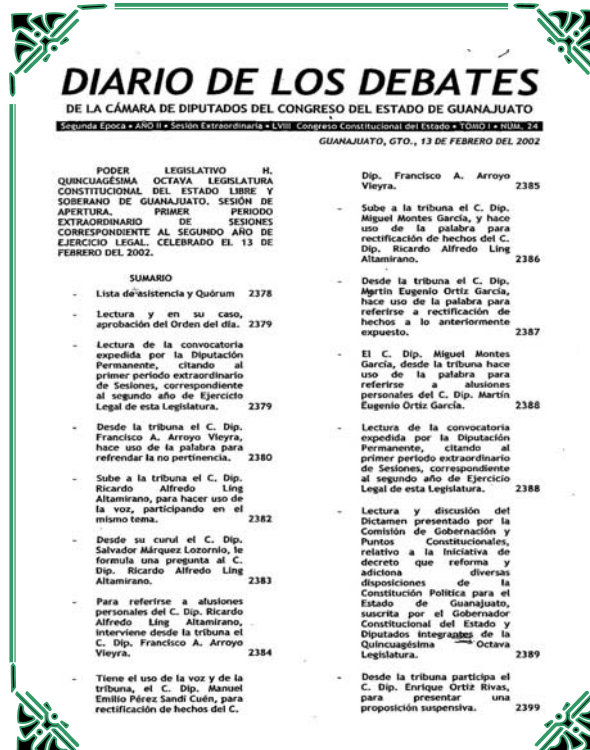 DIARIO DE LOS DEBATES
DE LA CÁMARA DE DIPUTADOS DEL CONGRESO DEL ESTADO DE GUANAJUATO
Segunda Epoca • AÑO II • Sesión Extraordinaria • LVIII Congreso Constitucional del Estado • TOMO I • NÚM. 24
GUANAJUATO, GTO., 13 DE FEBRERO DEL 2002
PODER LEGISLATIVO H.
QUINCUAGÉSIMA OCTAVA LEGISLATURA
CONSTITUCIONAL DEL ESTADO LIBRE Y
SOBERANO DE GUANAJUATO. SESIÓN DE
APERTURA. PRIMER PERIODO
EXTRAORDINARIO DE SESIONES
CORRESPONDIENTE AL SEGUNDO AÑO DE
EJERCICIO LEGAL. CELEBRADO EL 13 DE
FEBRERO DEL 2002.
SUMARIO
- Lista de asistencia y Quórum 2378
- Lectura y en su caso,
aprobación del Orden del día. 2379
- Lectura de la convocatoria
expedida por la Diputación
Permanente, citando al
primer período extraordinario
de Sesiones, correspondiente
al segundo año de Ejercicio
Legal de esta Legislatura. 2379
- Desde la tribuna el C. Dip.
Francisco A. Arroyo Vieyra,
hace uso de la palabra para
refrendar la no pertinencia. 2380
- Sube a la tribuna el C. Dip.
Ricardo Alfredo Ling
Altamirano, para hacer uso de
la voz, participando en el
mismo tema. 2382
- Desde su curul el C. Dip.
Salvador Márquez Lozornio, le
formula una pregunta al C.
Dip. Ricardo Alfredo Ling
Altamirano. 2383
- Para referirse a alusiones
personales del C. Dip. Ricardo
Alfredo Ling Altamirano,
interviene desde la tribuna el
C. Dip. Francisco A. Arroyo
Vieyra. 2384
- Tiene el uso de la voz y de la
tribuna, el C. Dip. Manuel
Emilio Pérez Sandi Cuén, para
rectificación de hechos del C.
Dip. Francisco A. Arroyo
Vieyra. 2385
- Sube a la tribuna el C. Dip.
Miguel Montes García, y hace
uso de la palabra para
rectificación de hechos del C.
Dip. Ricardo Alfredo Ling
Altamirano. 2386
- Desde la tribuna el C. Dip.
Martín Eugenio Ortiz García,
hace uso de la palabra para
referirse a rectificación de
hechos a lo anteriormente
expuesto. 2387
- El C. Dip. Miguel Montes
García, desde la tribuna hace
uso de la palabra para
referirse a alusiones
personales del C. Dip. Martín
Eugenio Ortiz García. 2388
- Lectura de la convocatoria
expedida por la Diputación
Permanente, citando al
primer período extraordinario
de Sesiones, correspondiente
al segundo año de Ejercicio
Legal de esta Legislatura. 2388
- Lectura y discusión del
Dictamen presentado por la
Comisión de Gobernación y
Puntos Constitucionales,
relativo a la Iniciativa de
decreto que reforma y
adiciona diversas
disposiciones de la
Constitución Política para el
Estado de Guanajuato,
suscrita por el Gobernador
Constitucional del Estado y
Diputados integrantes de la
Quincuagésima Octava
Legislatura. 2389
- Desde la tribuna participa el
C. Dip. Enrique Ortiz Rivas,
para presentar una
proposición suspensiva. 2399